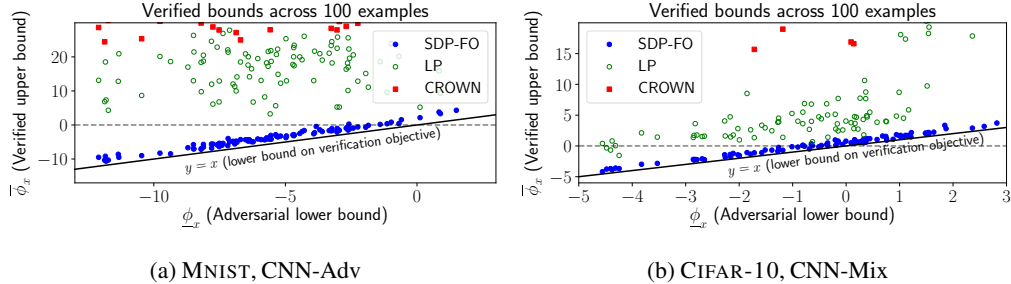 Verified bounds across 100 examples
φ̅ₓ (Verified upper bound)
20
10
0
−10
SDP-FO
LP
CROWN
y = x (lower bound on verification objective)
−10
−5
0
φ̲ₓ (Adversarial lower bound)
(a) MNIST, CNN-Adv
Verified bounds across 100 examples
φ̅ₓ (Verified upper bound)
15
10
5
0
−5
SDP-FO
LP
CROWN
y = x (lower bound on verification objective)
−5
−4
−3
−2
−1
0
1
2
3
φ̲ₓ (Adversarial lower bound)
(b) CIFAR-10, CNN-Mix